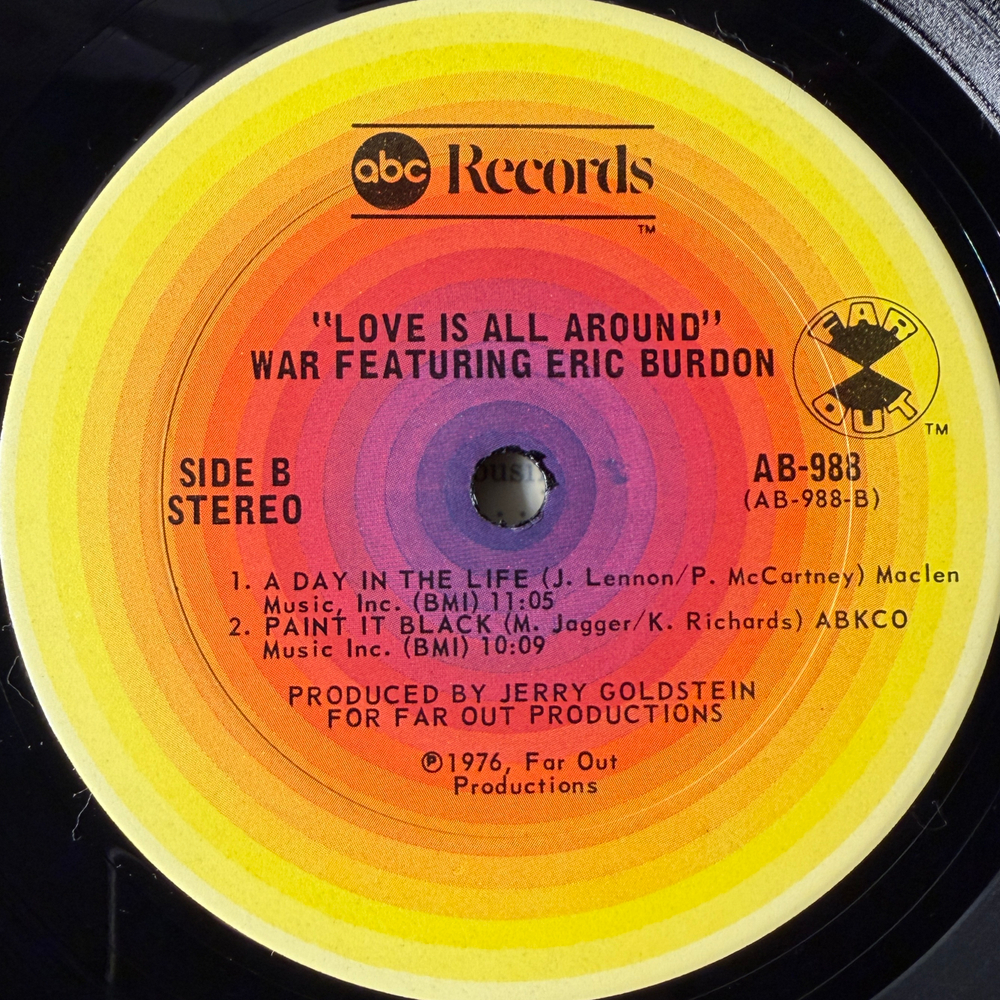 abc Records
TM
"LOVE IS ALL AROUND"
WAR FEATURING ERIC BURDON
FAR
OUT
TM
SIDE B
STEREO
AB-988
(AB-988-B)
1. A DAY IN THE LIFE (J. Lennon/P. McCartney) Maclen
Music, Inc. (BMI) 11:05
2. PAINT IT BLACK (M. Jagger/K. Richards) ABKCO
Music Inc. (BMI) 10:09
PRODUCED BY JERRY GOLDSTEIN
FOR FAR OUT PRODUCTIONS
℗1976, Far Out
Productions